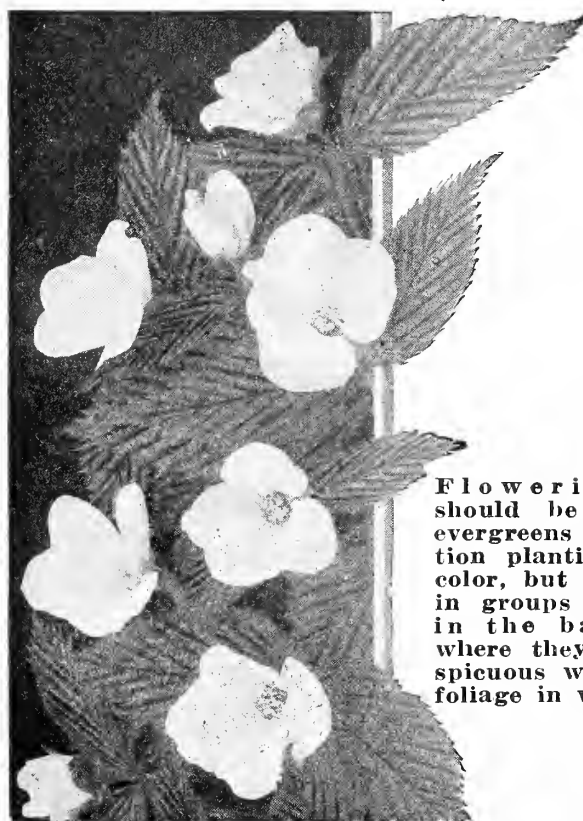 Floweri
should be
evergreens
tion planti
color, but
in groups
in the ba
where they
spicuous w
foliage in v